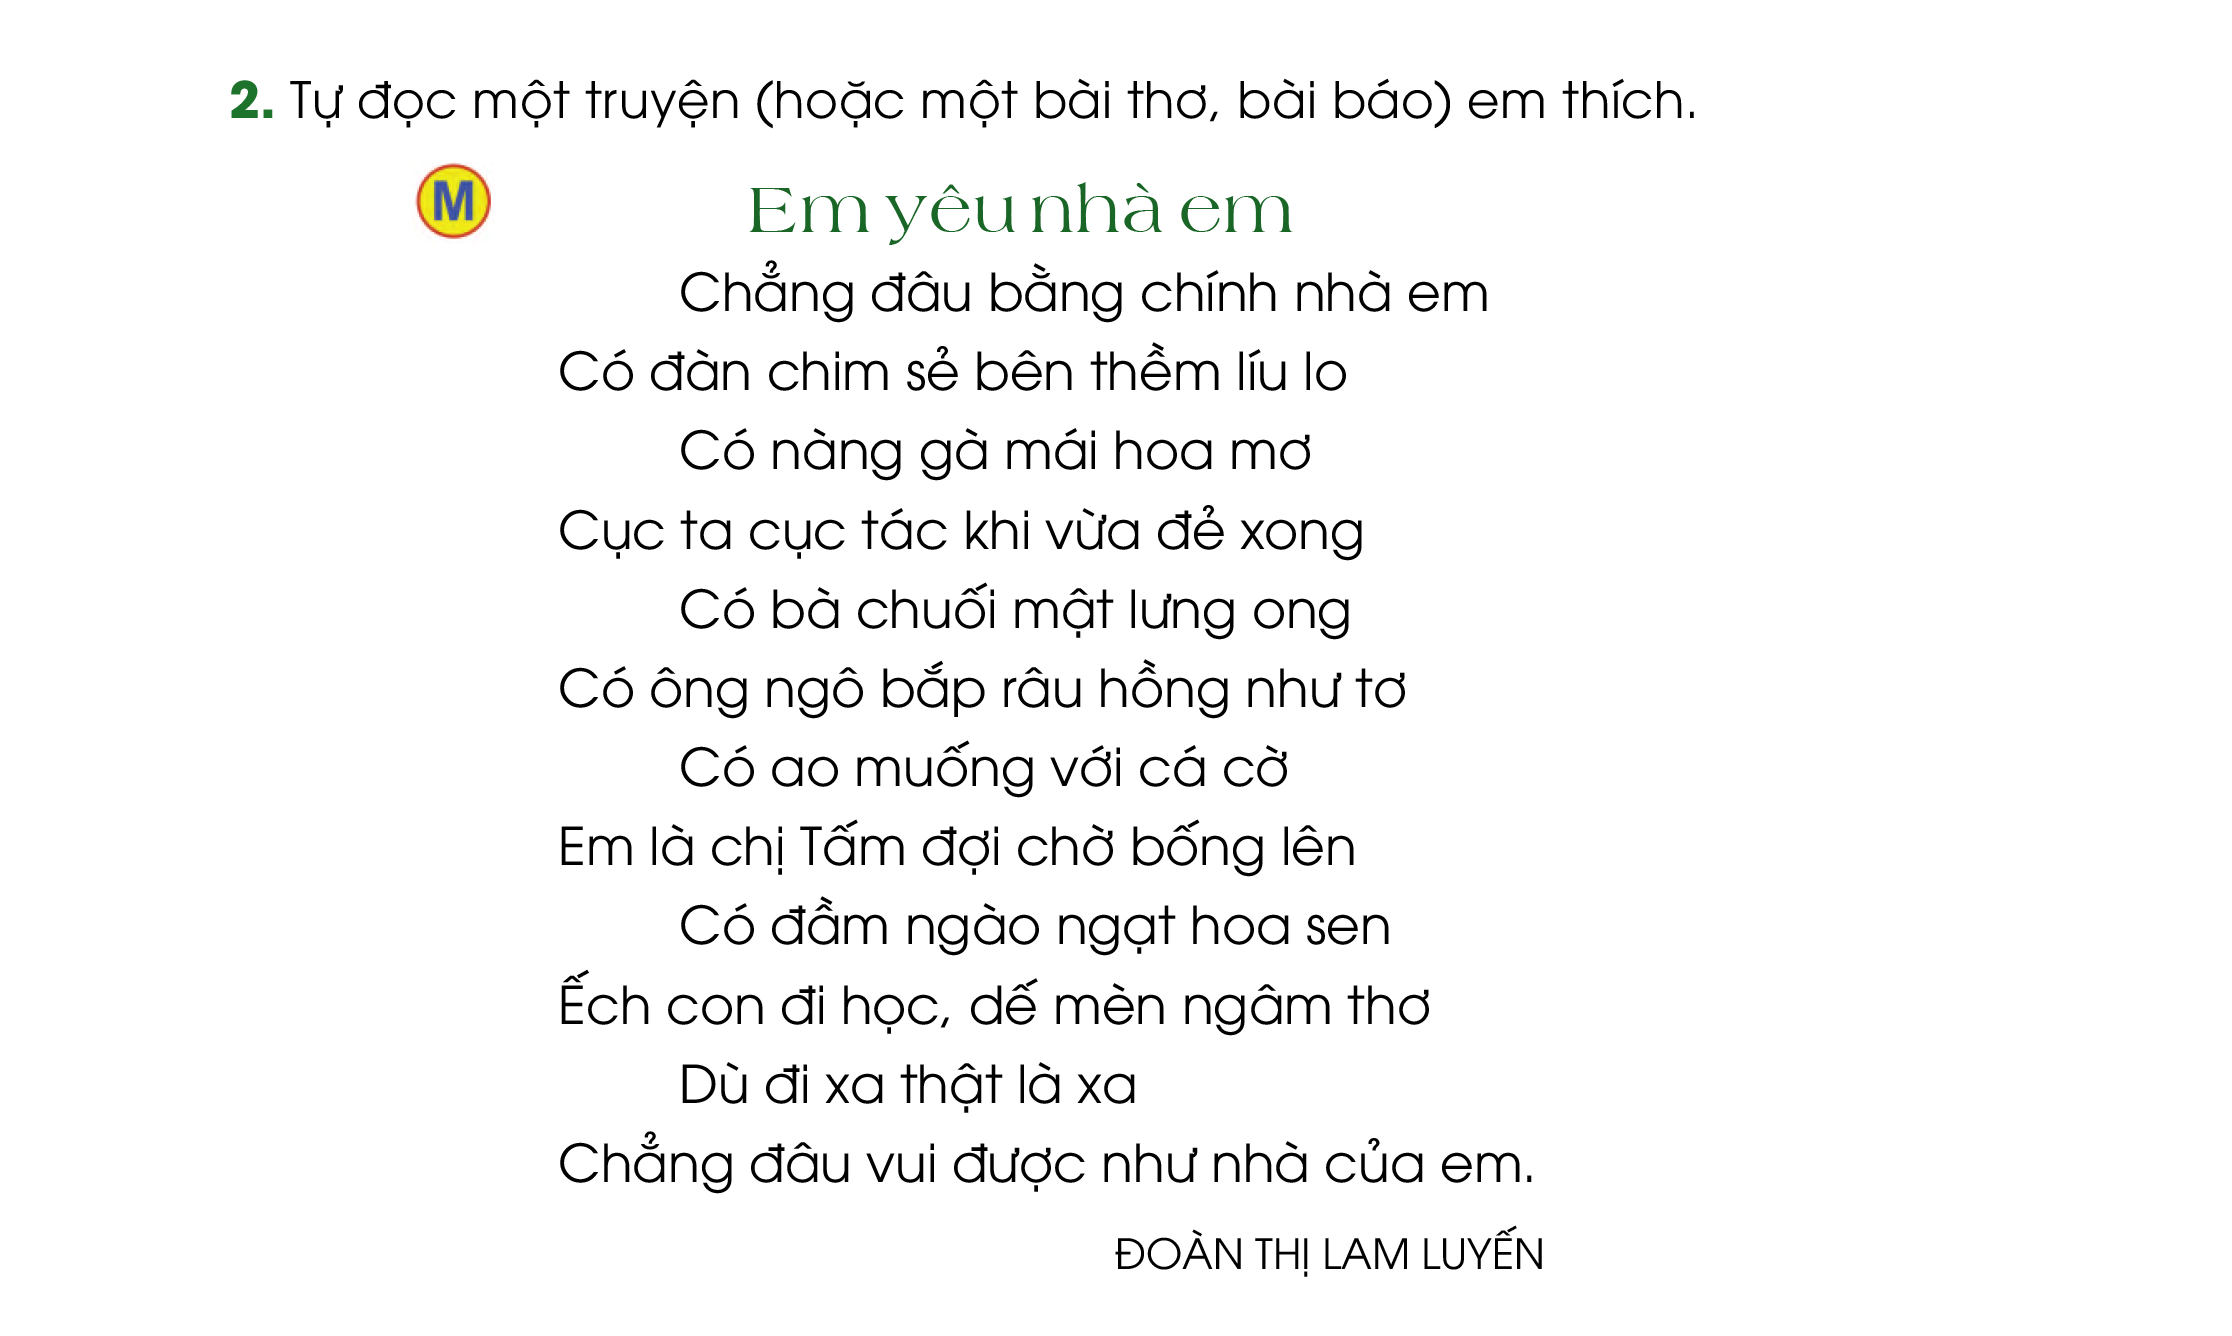 2. Tự đọc một truyện (hoặc một bài thơ, bài báo) em thích.
M
Em yêu nhà em
Chẳng đâu bằng chính nhà em
Có đàn chim sẻ bên thềm líu lo
Có nàng gà mái hoa mơ
Cục ta cục tác khi vừa đẻ xong
Có bà chuối mật lưng ong
Có ông ngô bắp râu hồng như tơ
Có ao muống với cá cờ
Em là chị Tấm đợi chờ bống lên
Có đầm ngào ngạt hoa sen
Ếch con đi học, dế mèn ngâm thơ
Dù đi xa thật là xa
Chẳng đâu vui được như nhà của em.
ĐOÀN THỊ LAM LUYẾN